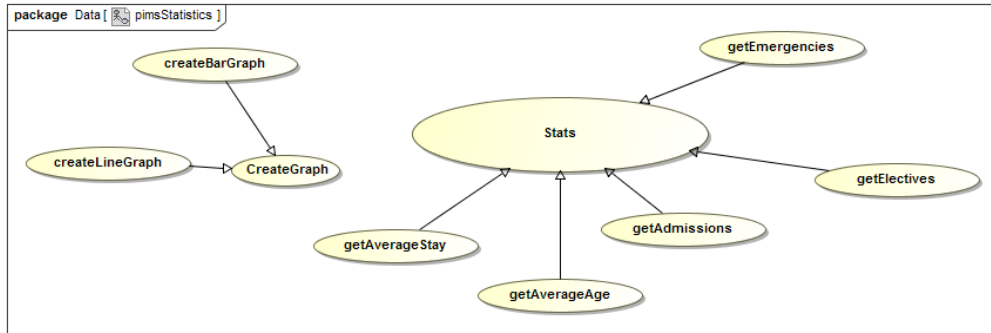 package Data [ pimsStatistics ]
createBarGraph
getEmergencies
Stats
createLineGraph
CreateGraph
getElectives
getAdmissions
getAverageStay
getAverageAge